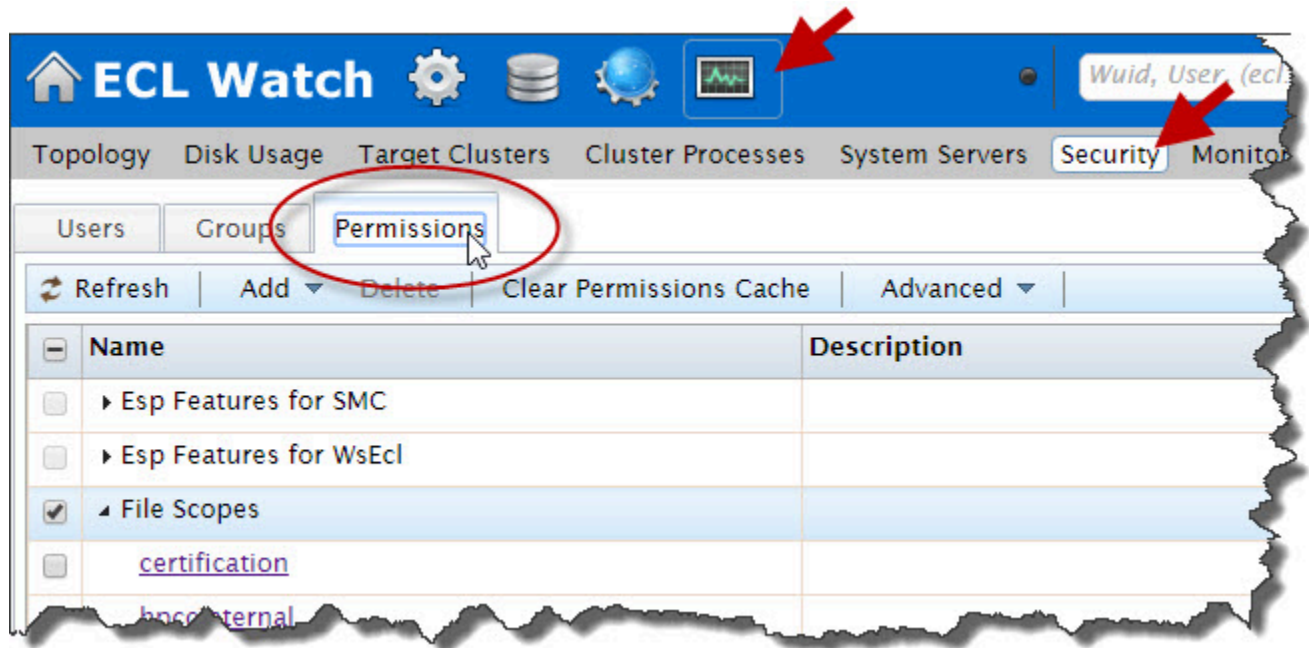 ECL Watch Wuid, User, (ecl
Topology Disk Usage Target Clusters Cluster Processes System Servers Security Monitor
Users Groups Permissions
Refresh Add Delete Clear Permissions Cache Advanced
Name Description
Esp Features for SMC
Esp Features for WsEcl
File Scopes
certification